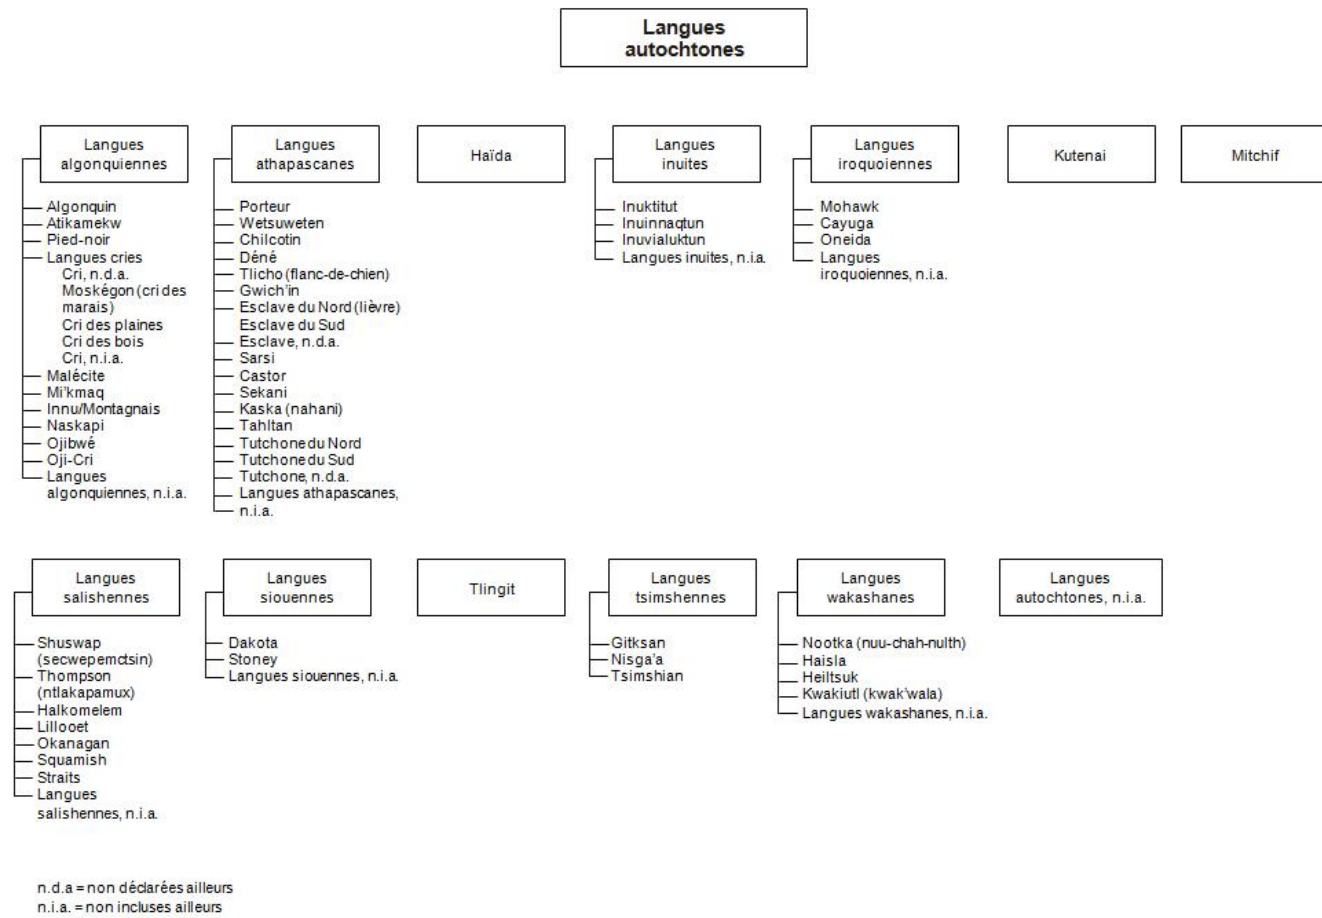 Langues
autochtones
Langues
algonquiennes
Algonquin
Atikamekw
Pied-noir
Langues cries
Cri, n.d.a.
Moskégon (cri des
marais)
Cri des plaines
Cri des bois
Cri, n.i.a.
Malécite
Mi'kmaq
Innu/Montagnais
Naskapi
Ojibwé
Oji-Cri
Langues
algonquiennes, n.i.a.
Langues
athapascanes
Porteur
Wetsuweten
Chilcotin
Déné
Tlicho (flanc-de-chien)
Gwich'in
Esclave du Nord (lièvre)
Esclave du Sud
Esclave, n.d.a.
Sarsi
Castor
Sekani
Kaska (nahani)
Tahltan
Tutchone du Nord
Tutchone du Sud
Tutchone, n.d.a.
Langues athapascanes,
n.i.a.
Haïda
Langues
inuites
Inuktitut
Inuinnaqtun
Inuvialuktun
Langues inuites, n.i.a.
Langues
iroquoiennes
Mohawk
Cayuga
Oneida
Langues
iroquoiennes, n.i.a.
Kutenai
Mitchif
Langues
salishennes
Shuswap
(secwepemctsin)
Thompson
(ntlakapamux)
Halkomelem
Lillooet
Okanagan
Squamish
Straits
Langues
salishennes, n.i.a.
Langues
siouennes
Dakota
Stoney
Langues siouennes, n.i.a.
Tlingit
Langues
tsimshennes
Gitksan
Nisga'a
Tsimshian
Langues
wakashanes
Nootka (nuu-chah-nulth)
Haisla
Heiltsuk
Kwakiutl (kwak'wala)
Langues wakashanes, n.i.a.
Langues
autochtones, n.i.a.
n.d.a = non déclarées ailleurs
n.i.a. = non incluses ailleurs